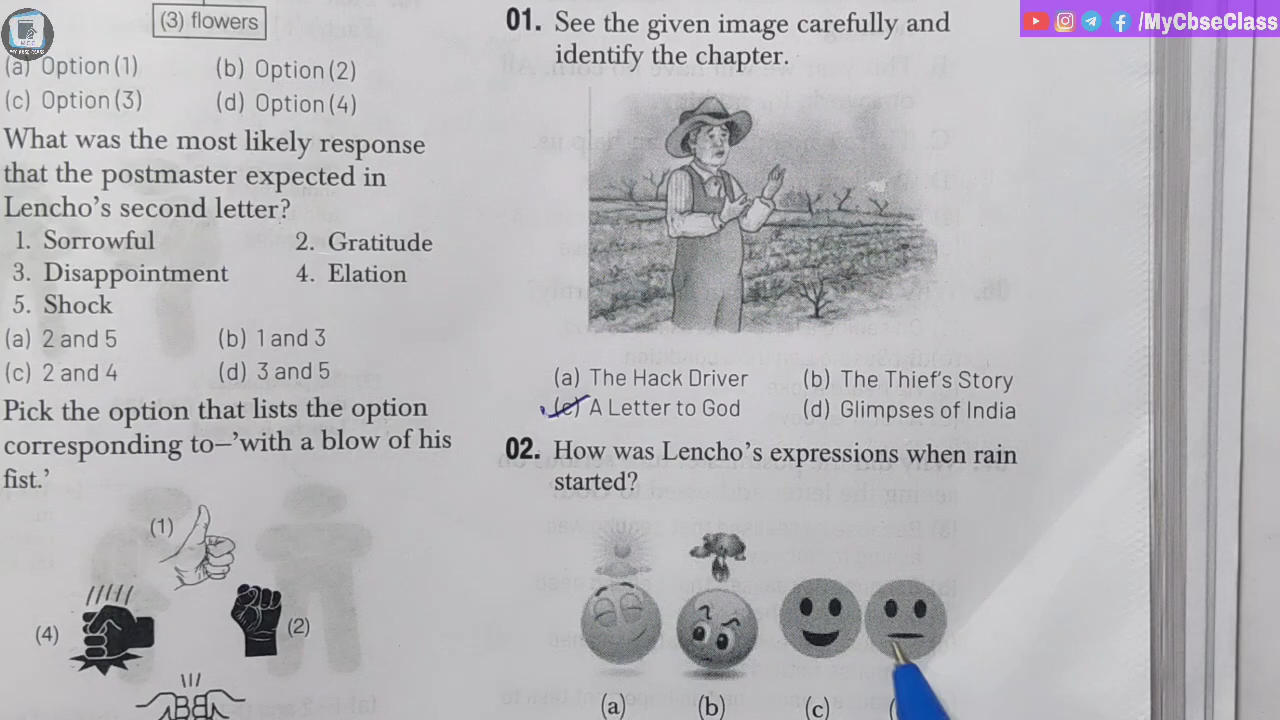 (3) flowers
(a) Option (1) (b) Option (2)
(c) Option (3) (d) Option (4)
What was the most likely response
that the postmaster expected in
Lencho's second letter?
1. Sorrowful 2. Gratitude
3. Disappointment 4. Elation
5. Shock
(a) 2 and 5 (b) 1 and 3
(c) 2 and 4 (d) 3 and 5
Pick the option that lists the option
corresponding to–'with a blow of his
fist.'
(1)
(4)
(2)
01. See the given image carefully and
identify the chapter.
(a) The Hack Driver (b) The Thief's Story
(c) A Letter to God (d) Glimpses of India
02. How was Lencho's expressions when rain
started?
(a) (b) (c)
/MyCbseClass
MY CBSE CLASS